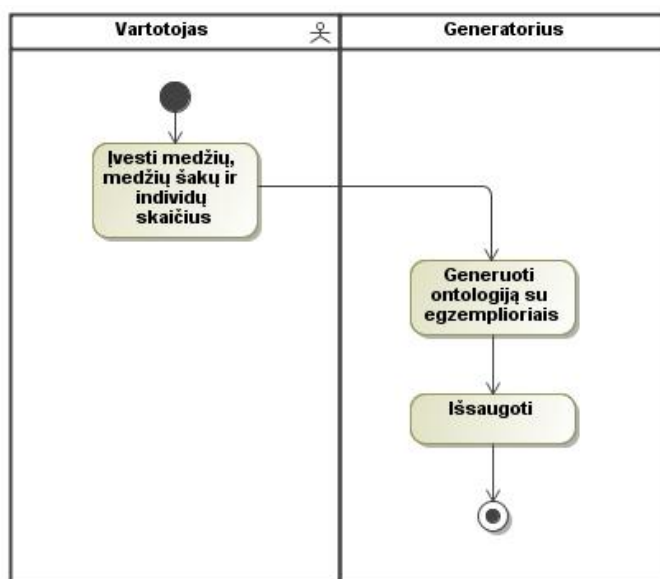 Vartotojas
Generatorius
Įvesti medžių,
medžių šakų ir
individų
skaičius
Generuoti
ontologiją su
egzemplioriais
Išsaugoti